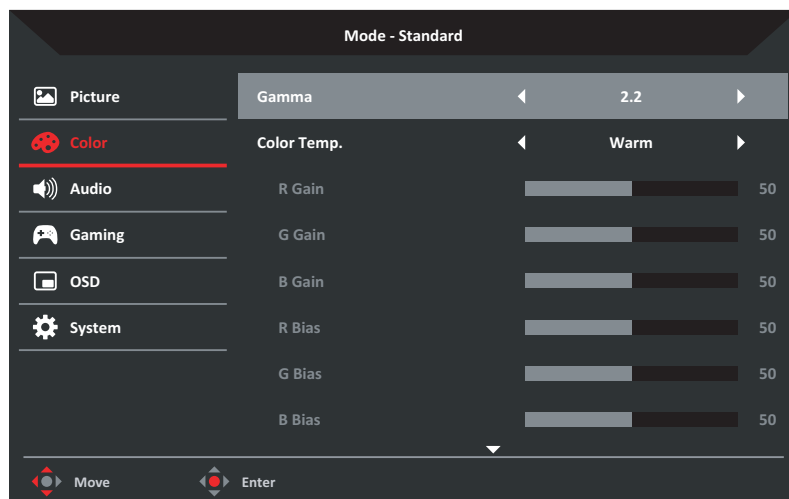 Mode - Standard
Picture
Gamma 2.2
Color
Color Temp. Warm
Audio
R Gain 50
Gaming
G Gain 50
OSD
B Gain 50
System
R Bias 50
G Bias 50
B Bias 50
Move Enter